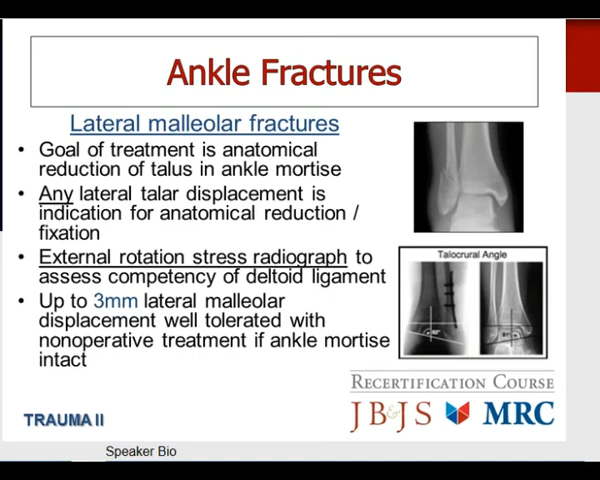 Ankle Fractures
Lateral malleolar fractures
• Goal of treatment is anatomical
reduction of talus in ankle mortise
• Any lateral talar displacement is
indication for anatomical reduction /
fixation
• External rotation stress radiograph to
assess competency of deltoid ligament
• Up to 3mm lateral malleolar
displacement well tolerated with
nonoperative treatment if ankle mortise
intact
Talocrural Angle
RECERTIFICATION COURSE
JB&JS MRC
TRAUMA II
Speaker Bio